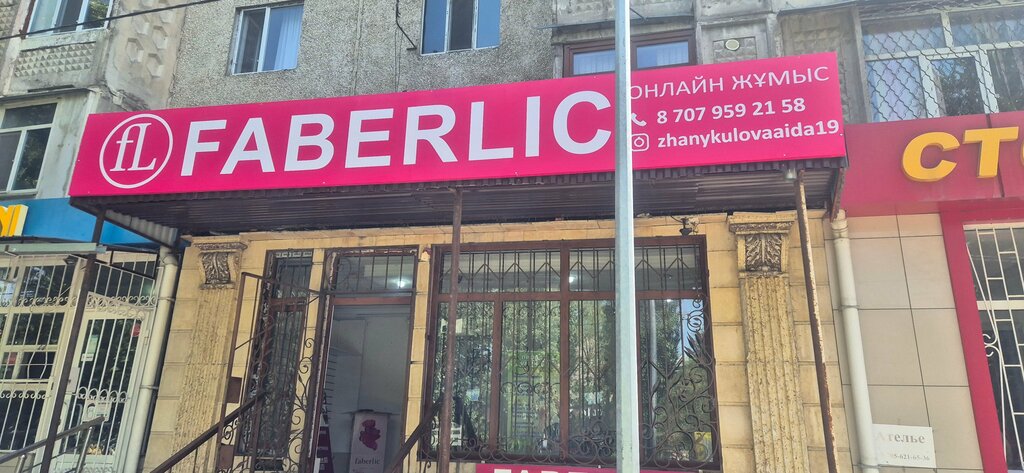 fL FABERLIC
ОНЛАЙН ЖҰМЫС
8 707 959 21 58
zhanykulovaaida19
СТ
faberlic
Ателье